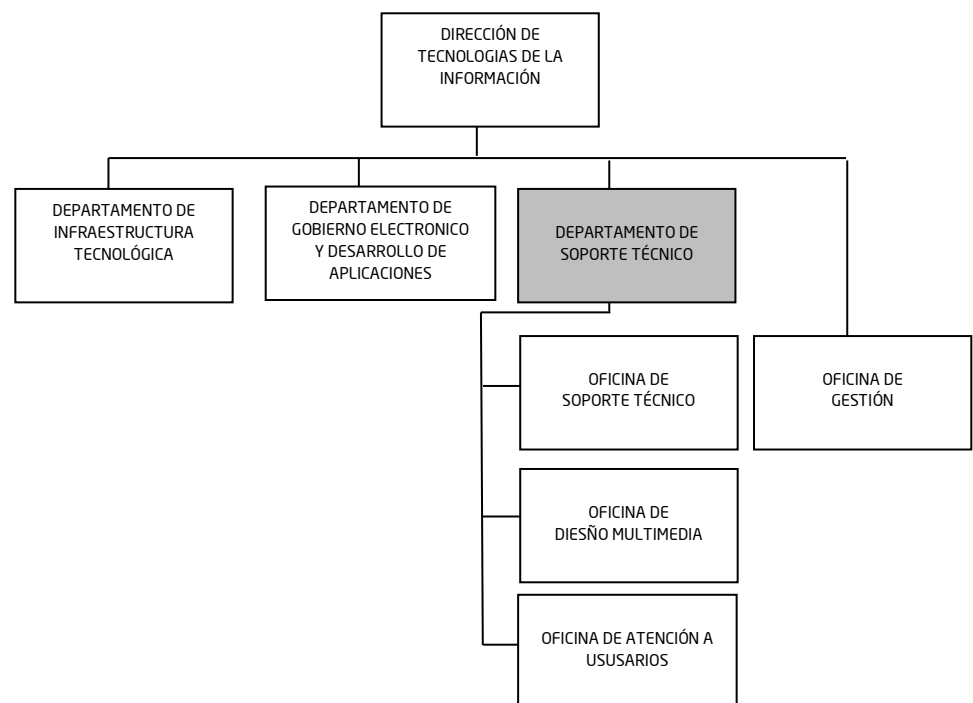 DIRECCIÓN DE
TECNOLOGIAS DE LA
INFORMACIÓN
DEPARTAMENTO DE
INFRAESTRUCTURA
TECNOLÓGICA
DEPARTAMENTO DE
GOBIERNO ELECTRONICO
Y DESARROLLO DE
APLICACIONES
DEPARTAMENTO DE
SOPORTE TÉCNICO
OFICINA DE
SOPORTE TÉCNICO
OFICINA DE
GESTIÓN
OFICINA DE
DIESÑO MULTIMEDIA
OFICINA DE ATENCIÓN A
USUSARIOS